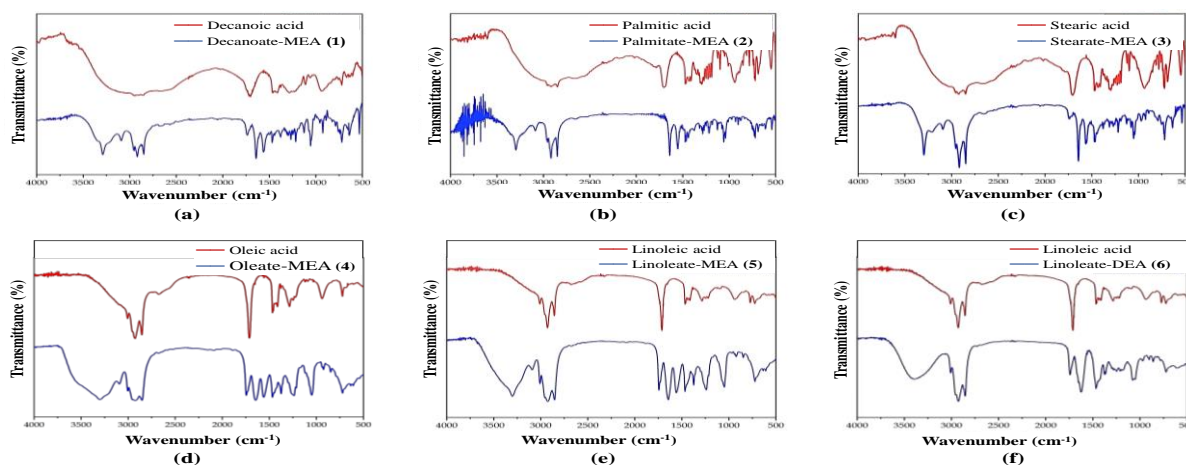 Decanoic acid
Decanoate-MEA (1)
Transmittance (%)
4000 3500 3000 2500 2000 1500 1000 500
Wavenumber (cm-1)
(a)
Palmitic acid
Palmitate-MEA (2)
Transmittance (%)
4000 3500 3000 2500 2000 1500 1000 500
Wavenumber (cm-1)
(b)
Stearic acid
Stearate-MEA (3)
Transmittance (%)
4000 3500 3000 2500 2000 1500 1000 500
Wavenumber (cm-1)
(c)
Oleic acid
Oleate-MEA (4)
Transmittance (%)
4000 3500 3000 2500 2000 1500 1000 500
Wavenumber (cm-1)
(d)
Linoleic acid
Linoleate-MEA (5)
Transmittance (%)
4000 3500 3000 2500 2000 1500 1000 500
Wavenumber (cm-1)
(e)
Linoleic acid
Linoleate-DEA (6)
Transmittance (%)
4000 3500 3000 2500 2000 1500 1000 500
Wavenumber (cm-1)
(f)